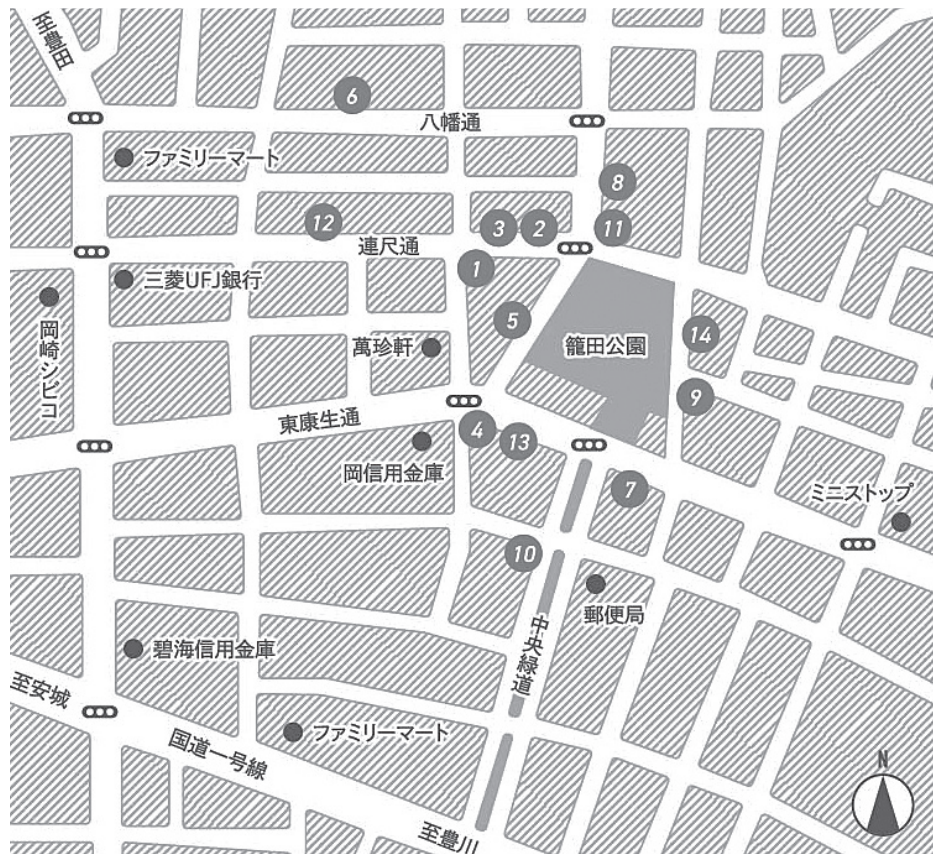 至豊田
6
八幡通
ファミリーマート
8
12
3
2
11
連尺通
1
三菱UFJ銀行
岡崎シビコ
5
籠田公園
14
萬珍軒
9
東康生通
4
13
岡信用金庫
7
ミニストップ
10
郵便局
中央緑道
碧海信用金庫
至安城
国道一号線
ファミリーマート
至豊川
N